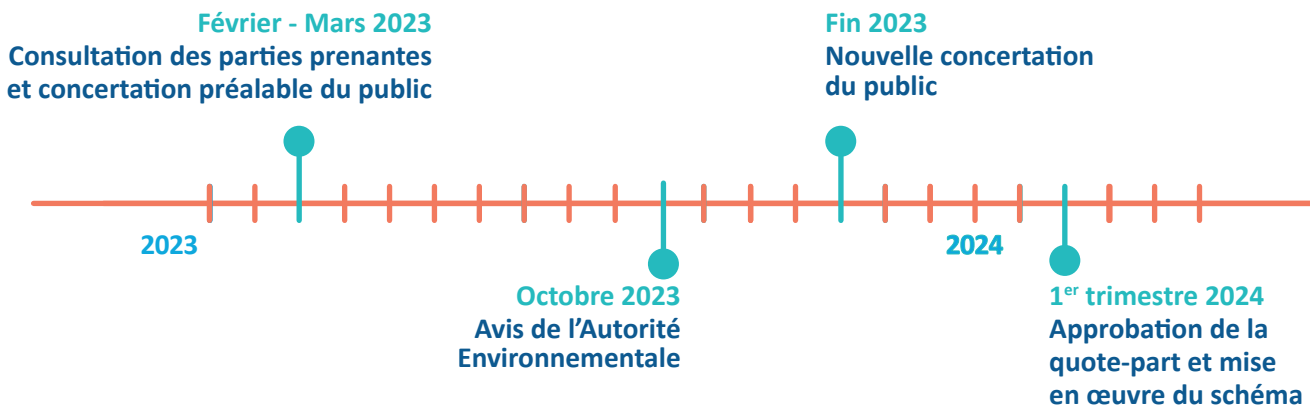 Février - Mars 2023
Consultation des parties prenantes
et concertation préalable du public
Fin 2023
Nouvelle concertation
du public
2023
2024
Octobre 2023
Avis de l’Autorité
Environnementale
1er trimestre 2024
Approbation de la
quote-part et mise
en œuvre du schéma